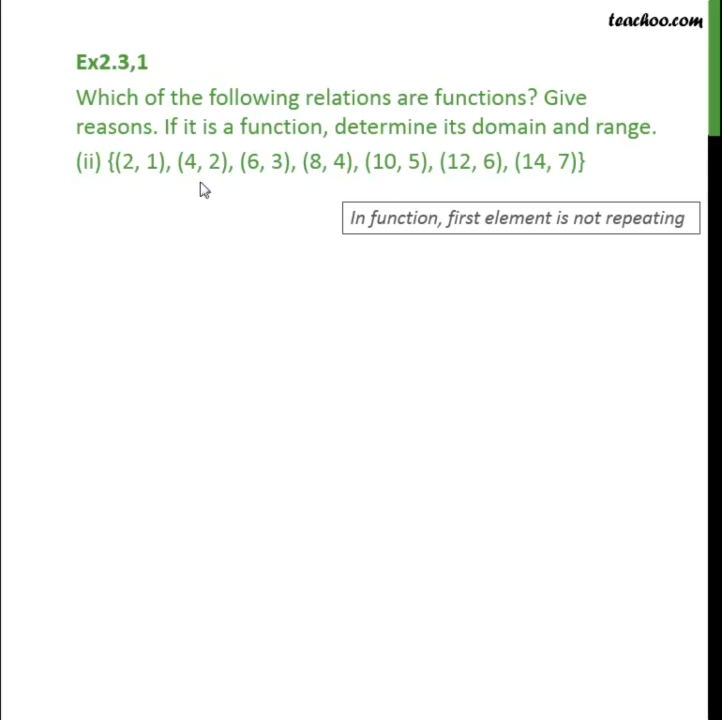 teachoo.com
Ex2.3,1
Which of the following relations are functions? Give
reasons. If it is a function, determine its domain and range.
(ii) {(2, 1), (4, 2), (6, 3), (8, 4), (10, 5), (12, 6), (14, 7)}
In function, first element is not repeating